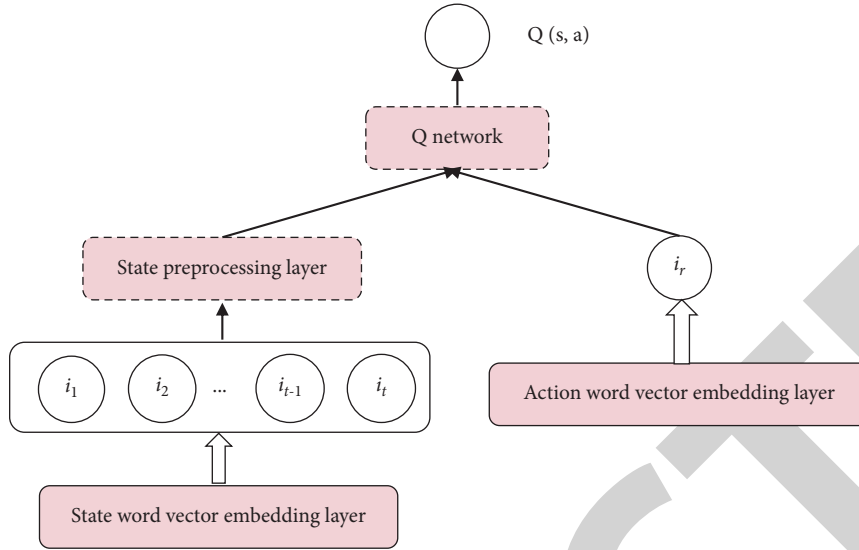 Q (s, a)
Q network
State preprocessing layer
i_r
i_1 i_2 ... i_{t-1} i_t
Action word vector embedding layer
State word vector embedding layer